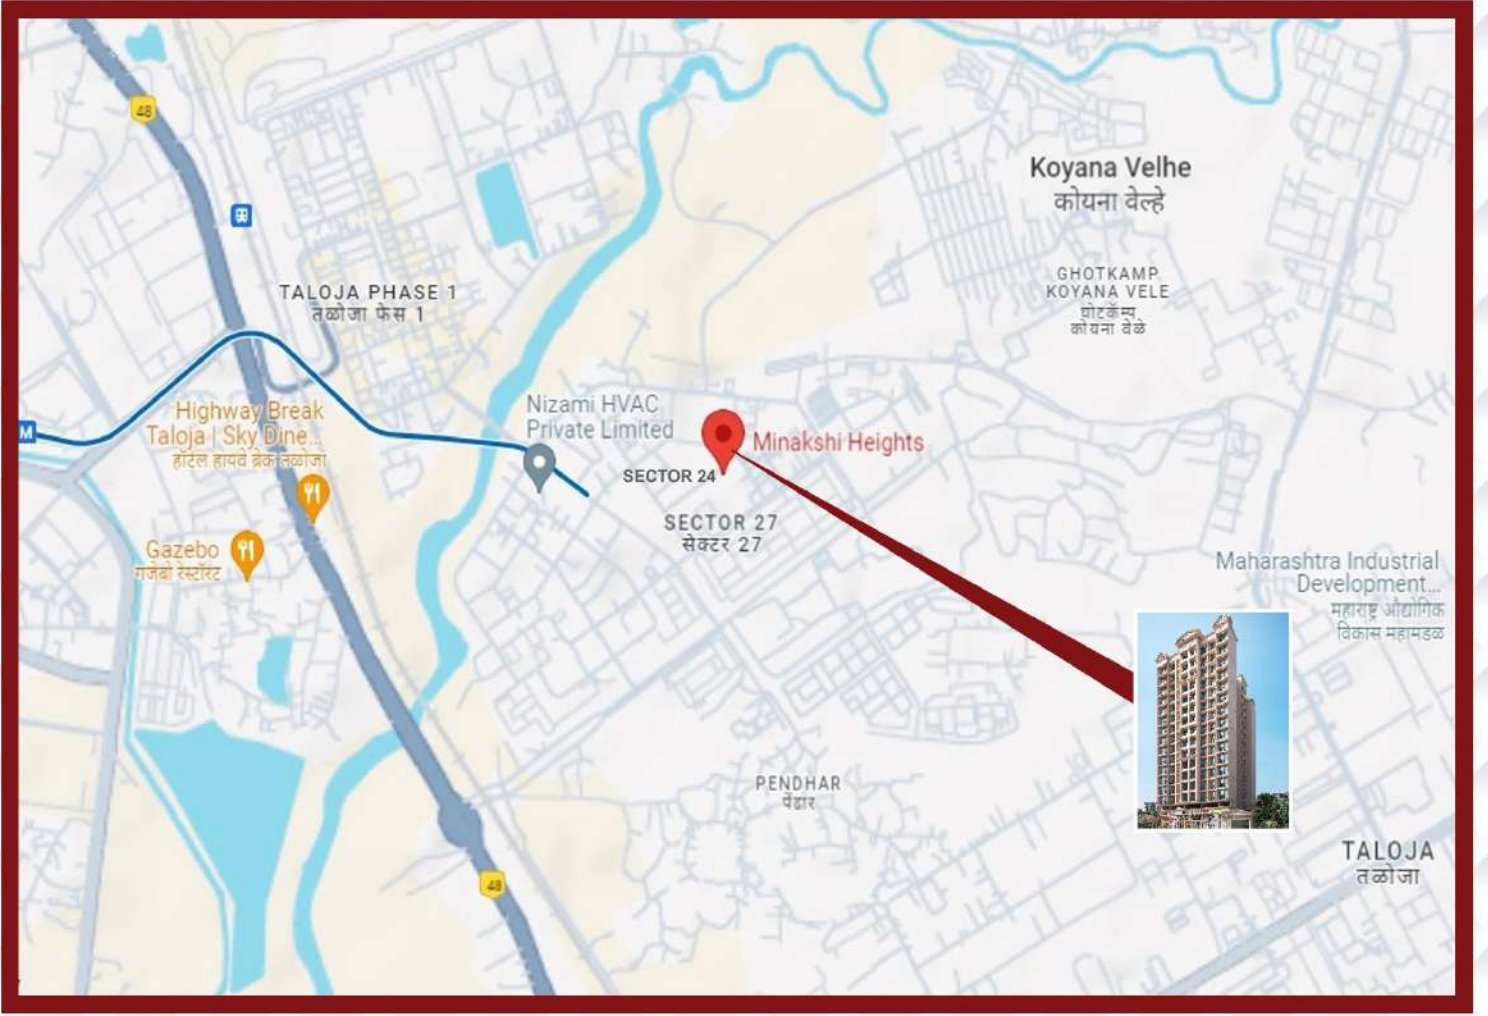 48
Koyana Velhe
कोयना वेल्हे
GHOTKAMP
KOYANA VELE
घोटकॅम्प
कोयना वेळे
TALOJA PHASE 1
तळोजा फेस 1
Highway Break
Taloja | Sky Dine...
हॉटेल हायवे ब्रेक तळोजा
M
Nizami HVAC
Private Limited
Minakshi Heights
SECTOR 24
SECTOR 27
सेक्टर 27
Gazebo
गजेबो रेस्टॉरंट
Maharashtra Industrial
Development...
महाराष्ट्र औद्योगिक
विकास महामंडळ
PENDHAR
पेंढार
TALOJA
तळोजा
48